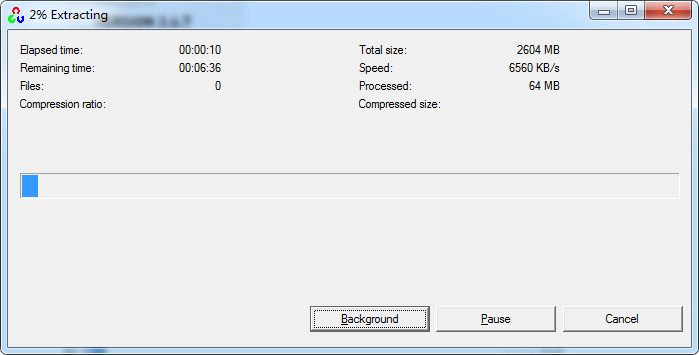 2% Extracting
Elapsed time: 00:00:10 Total size: 2604 MB
Remaining time: 00:06:36 Speed: 6560 KB/s
Files: 0 Processed: 64 MB
Compression ratio: Compressed size:
Background Pause Cancel